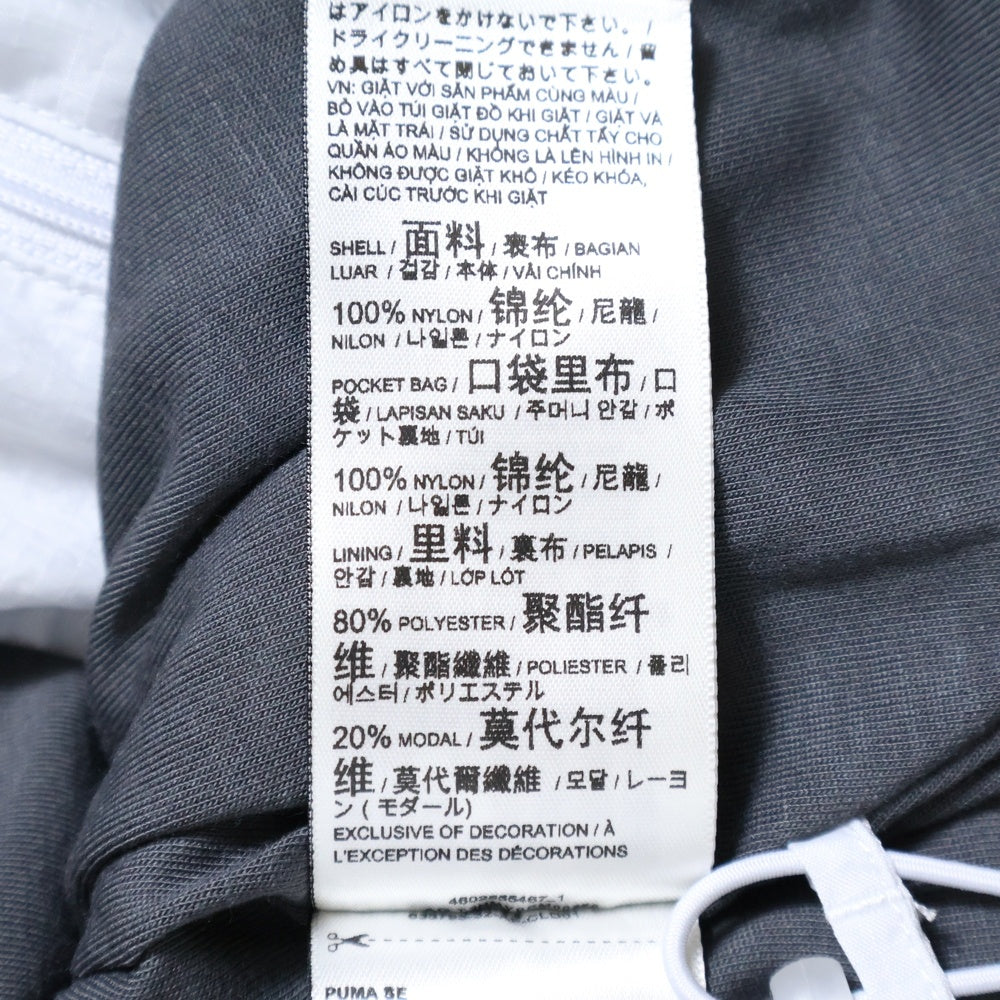 はアイロンをかけないで下さい。/
ドライクリーニングできません / 留
め具はすべて閉じておいて下さい。
VN: GIẶT VỚI SẢN PHẨM CÙNG MÀU /
BỎ VÀO TÚI GIẶT ĐỒ KHI GIẶT / GIẶT VÀ
LÀ MẶT TRÁI / SỬ DỤNG CHẤT TẨY CHO
QUẦN ÁO MÀU / KHÔNG LÀ LÊN HÌNH IN /
KHÔNG ĐƯỢC GIẶT KHÔ / KÉO KHÓA,
CÀI CÚC TRƯỚC KHI GIẶT
SHELL / 面料 / 表布 / BAGIAN
LUAR / 겉감 / 本体 / VẢI CHÍNH
100% NYLON / 锦纶 / 尼龍 /
NILON / 나일론 / ナイロン
POCKET BAG / 口袋里布 / 口
袋 / LAPISAN SAKU / 주머니 안감 / ポ
ケット裏地 / TÚI
100% NYLON / 锦纶 / 尼龍 /
NILON / 나일론 / ナイロン
LINING / 里料 / 裏布 / PELAPIS /
안감 / 裏地 / LỚP LÓT
80% POLYESTER / 聚酯纤
维 / 聚酯纖維 / POLIESTER / 폴리
에스터 / ポリエステル
20% MODAL / 莫代尔纤
维 / 莫代爾纖維 / 모달 / レーヨ
ン ( モダール)
EXCLUSIVE OF DECORATION / À
L'EXCEPTION DES DÉCORATIONS
PUMA SE